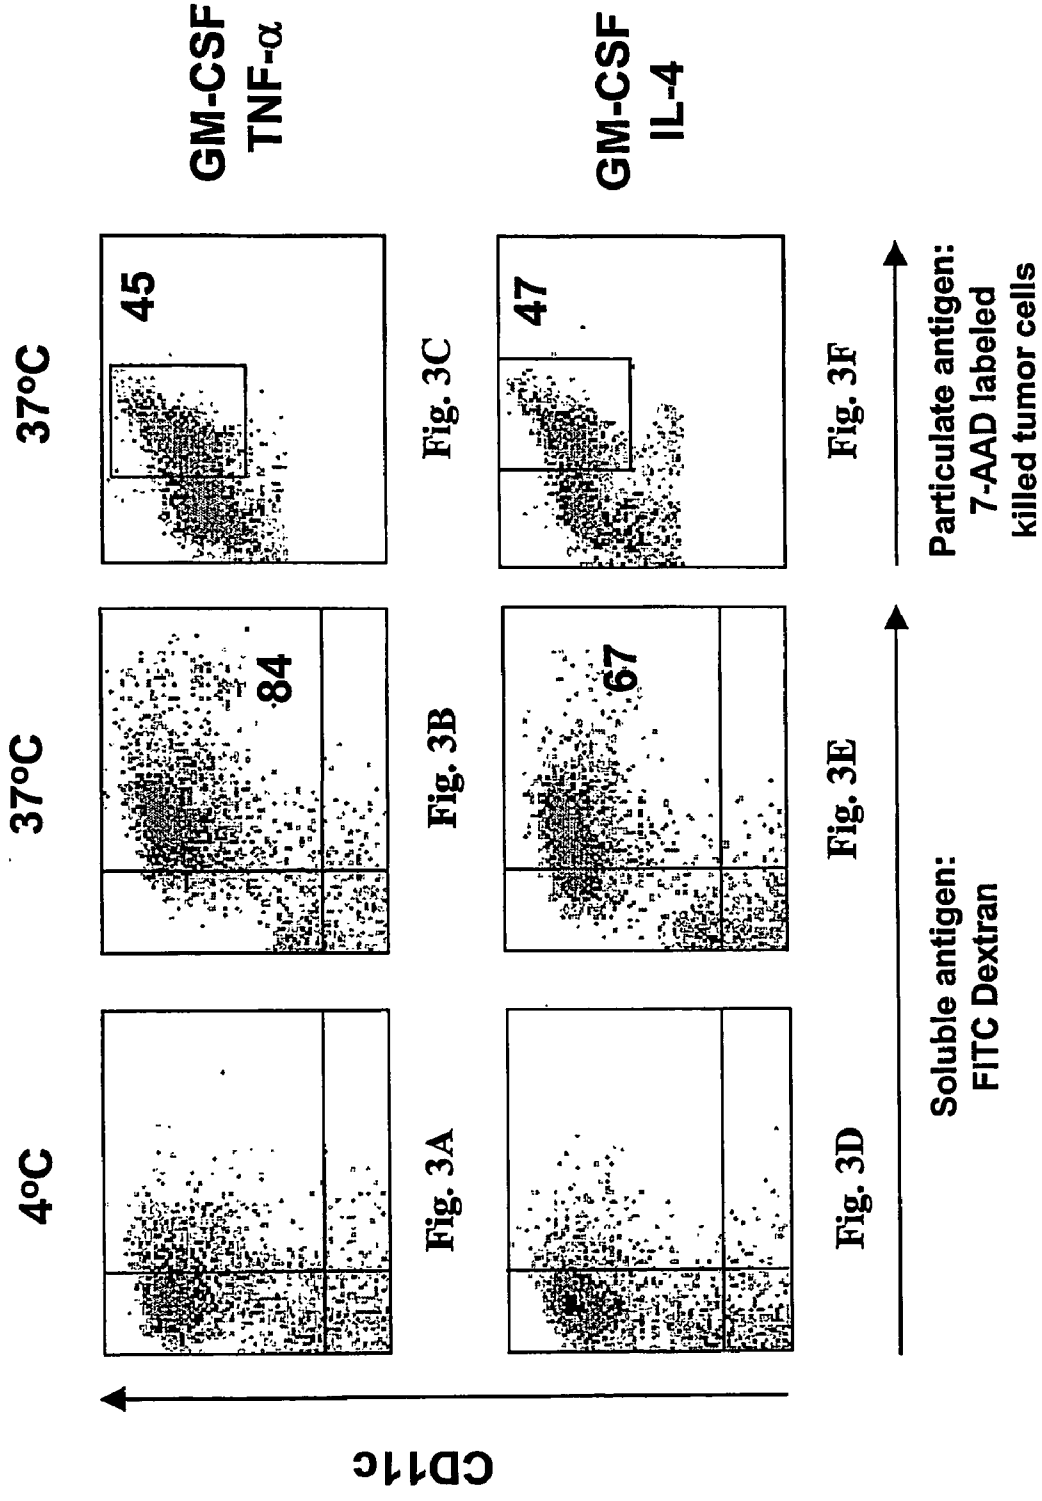 4ºC
37ºC
37ºC
GM-CSF
TNF-α
84
45
Fig. 3A
Fig. 3B
Fig. 3C
CD11c
GM-CSF
IL-4
67
47
Fig. 3D
Fig. 3E
Fig. 3F
Soluble antigen:
FITC Dextran
Particulate antigen:
7-AAD labeled
killed tumor cells